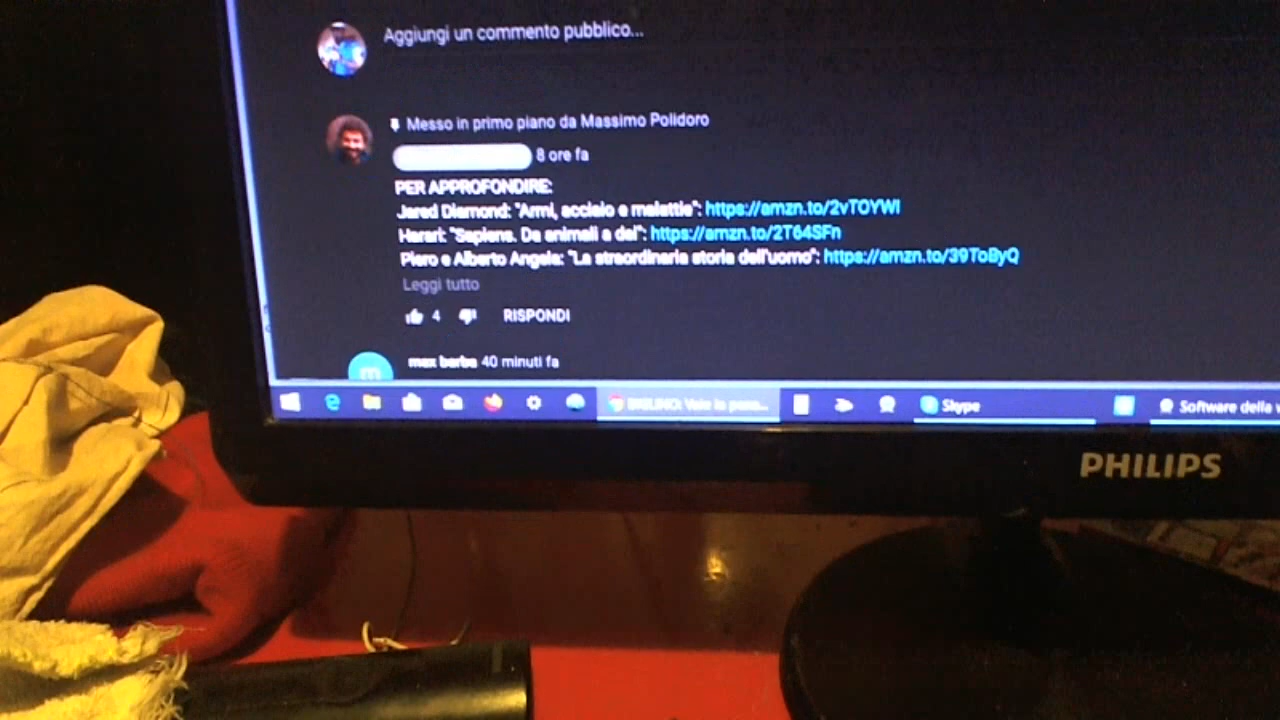 Aggiungi un commento pubblico...
Messo in primo piano da Massimo Polidoro
8 ore fa
PER APPROFONDIRE:
Jared Diamond: "Armi, acciaio e malattie": https://amzn.to/2vTOYWl
Harari: "Sapiens. Da animali a dei": https://amzn.to/2T64SFn
Piero e Alberto Angela: "La straordinaria storia dell'uomo": https://amzn.to/39ToByQ
Leggi tutto
4 RISPONDI
m
max barba 40 minuti fa
Skype
Software della
PHILIPS